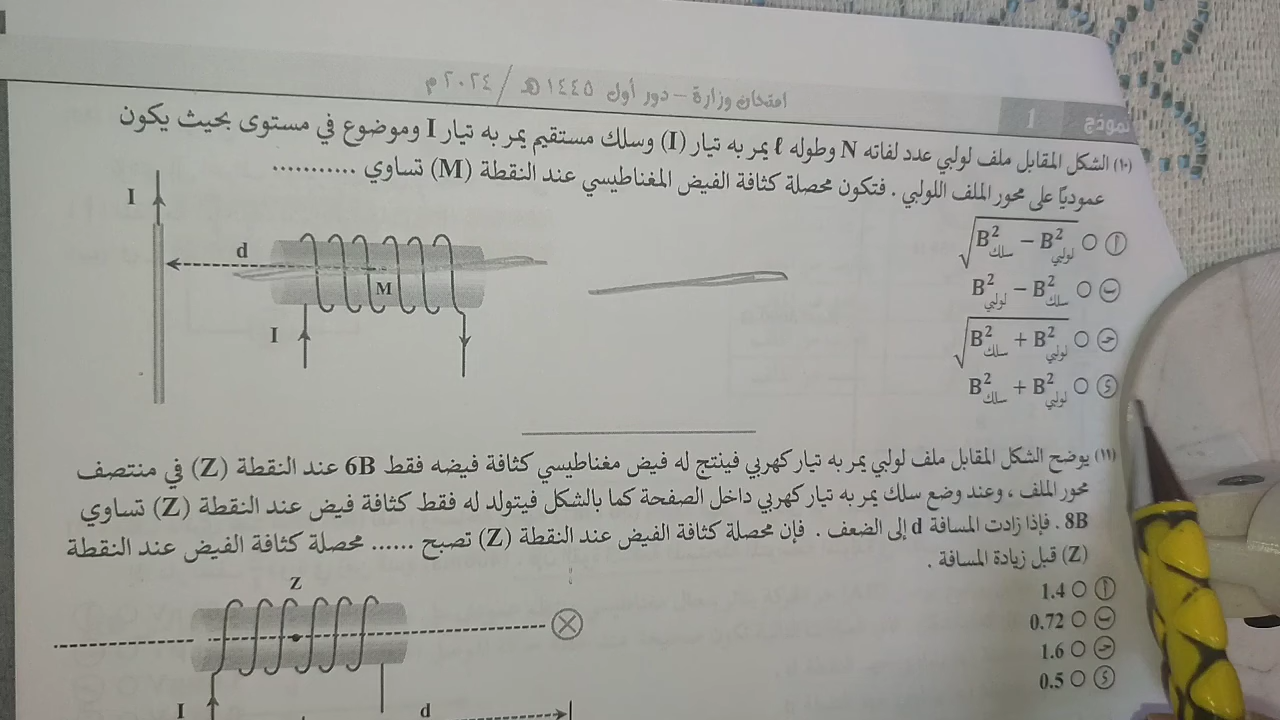 امتحان وزارة – دور أول ١٤٤٥هـ / ٢٠٢٤م
نموذج 1
(١٠) الشكل المقابل ملف لولبي عدد لفاته N وطوله ℓ يمر به تيار (I) وسلك مستقيم يمر به تيار I وموضوع في مستوى بحيث يكون
عموديًا على محور الملف اللولبي . فتكون محصلة كثافة الفيض المغناطيسي عند النقطة (M) تساوي ...........
أ ○ √(B²سلك − B²لولبي)
ب ○ B²لولبي − B²سلك
جـ ○ √(B²سلك + B²لولبي)
د ○ B²سلك + B²لولبي
I
d
M
I
(١١) يوضح الشكل المقابل ملف لولبي يمر به تيار كهربي فينتج له فيض مغناطيسي كثافة فيضه فقط 6B عند النقطة (Z) في منتصف
محور الملف ، وعند وضع سلك يمر به تيار كهربي داخل الصفحة كما بالشكل فيتولد له فقط كثافة فيض عند النقطة (Z) تساوي
8B . فإذا زادت المسافة d إلى الضعف . فإن محصلة كثافة الفيض عند النقطة (Z) تصبح ...... محصلة كثافة الفيض عند النقطة
(Z) قبل زيادة المسافة .
أ ○ 1.4
ب ○ 0.72
جـ ○ 1.6
د ○ 0.5
Z
I
d